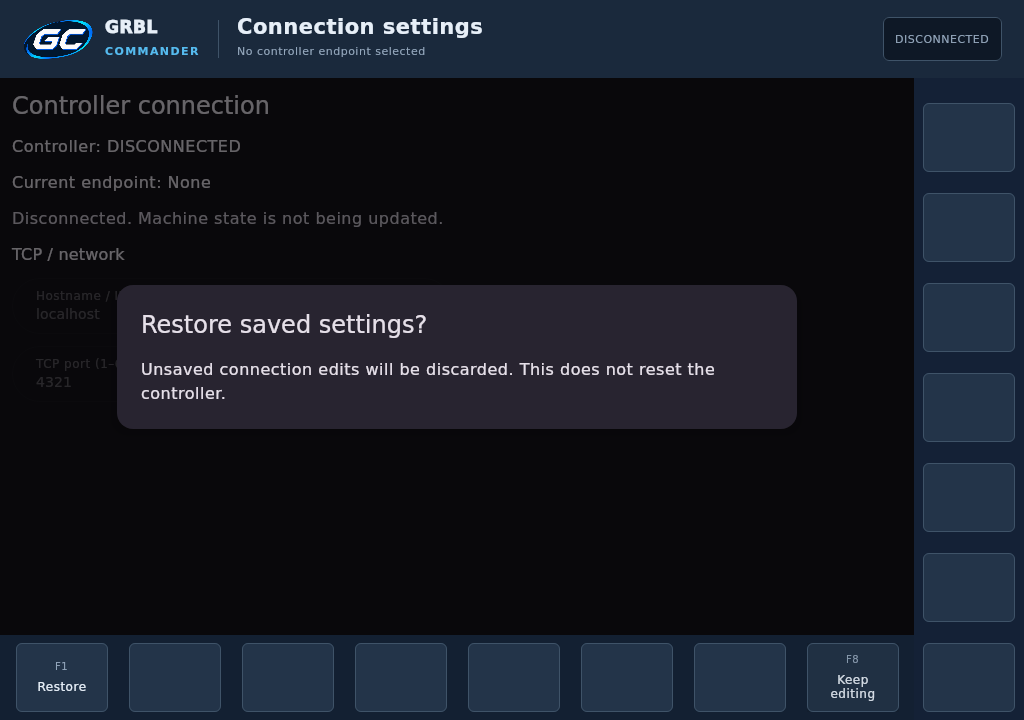 GC
GRBL
COMMANDER
Connection settings
No controller endpoint selected
DISCONNECTED
Controller connection
Controller: DISCONNECTED
Current endpoint: None
Disconnected. Machine state is not being updated.
TCP / network
Hostname /
localhost
TCP port (1–
4321
Restore saved settings?
Unsaved connection edits will be discarded. This does not reset the
controller.
F1
Restore
F8
Keep
editing